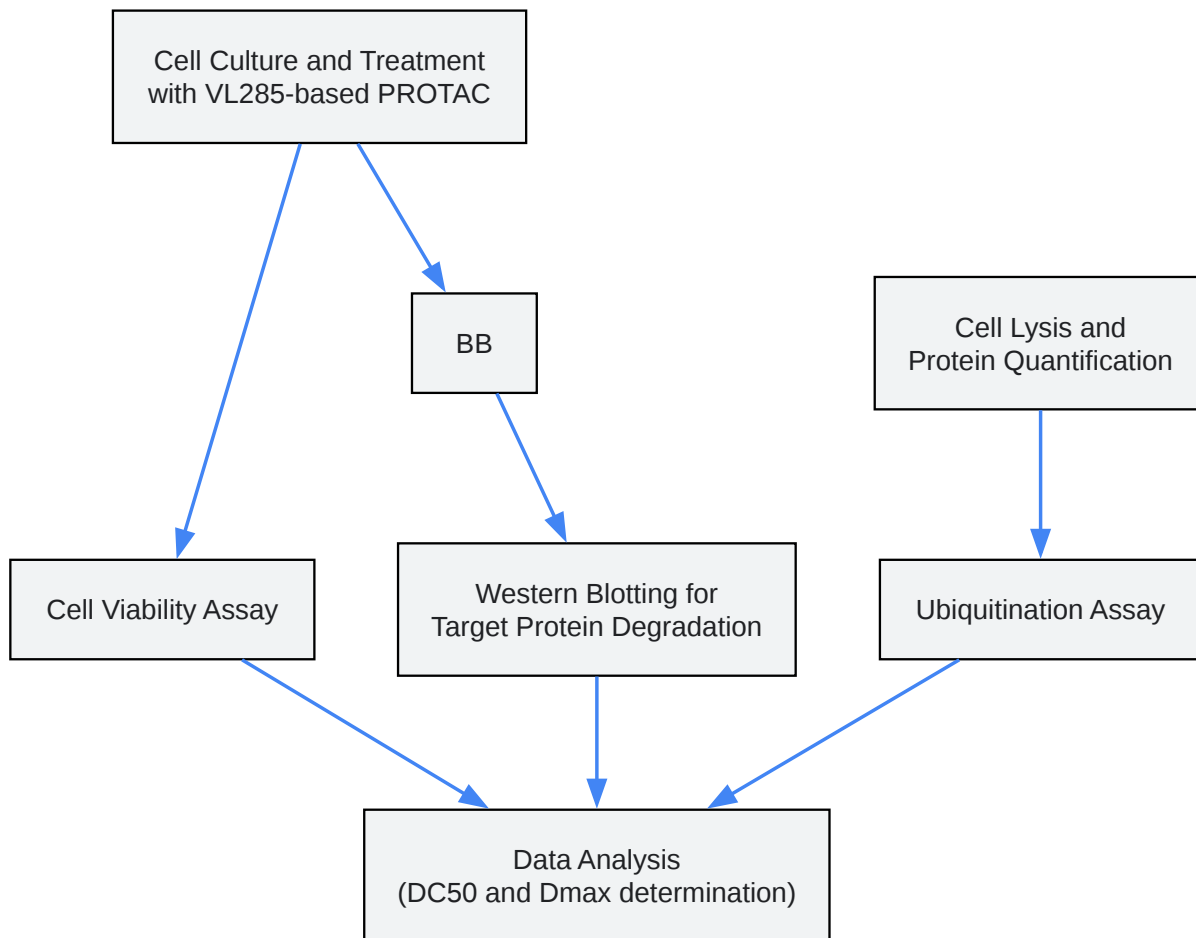 Cell Culture and Treatment
with VL285-based PROTAC
BB
Cell Lysis and
Protein Quantification
Cell Viability Assay
Western Blotting for
Target Protein Degradation
Ubiquitination Assay
Data Analysis
(DC50 and Dmax determination)